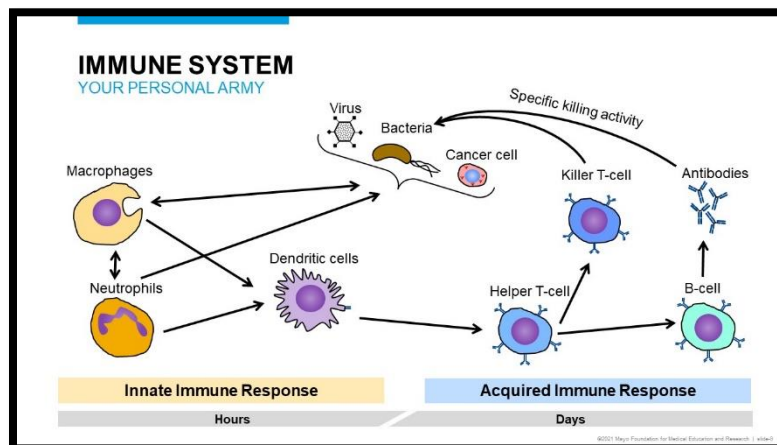 IMMUNE SYSTEM
YOUR PERSONAL ARMY
Virus
Bacteria
Cancer cell
Specific killing activity
Macrophages
Killer T-cell
Antibodies
Neutrophils
Dendritic cells
Helper T-cell
B-cell
Innate Immune Response
Acquired Immune Response
Hours
Days
©2021 Mayo Foundation for Medical Education and Research | slide-0